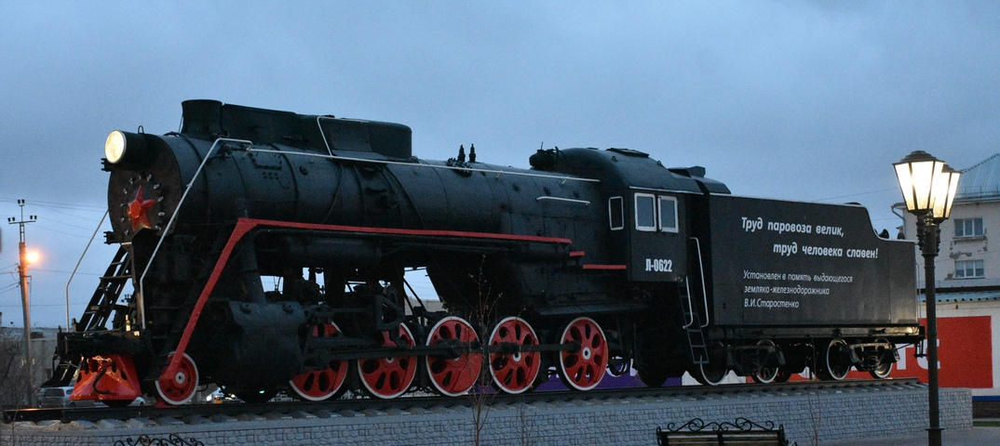 Труд паровоза велик,
труд человека славен!
Установлен в память выдающегося
земляка-железнодорожника
В.И.Старостенко
Л-0622